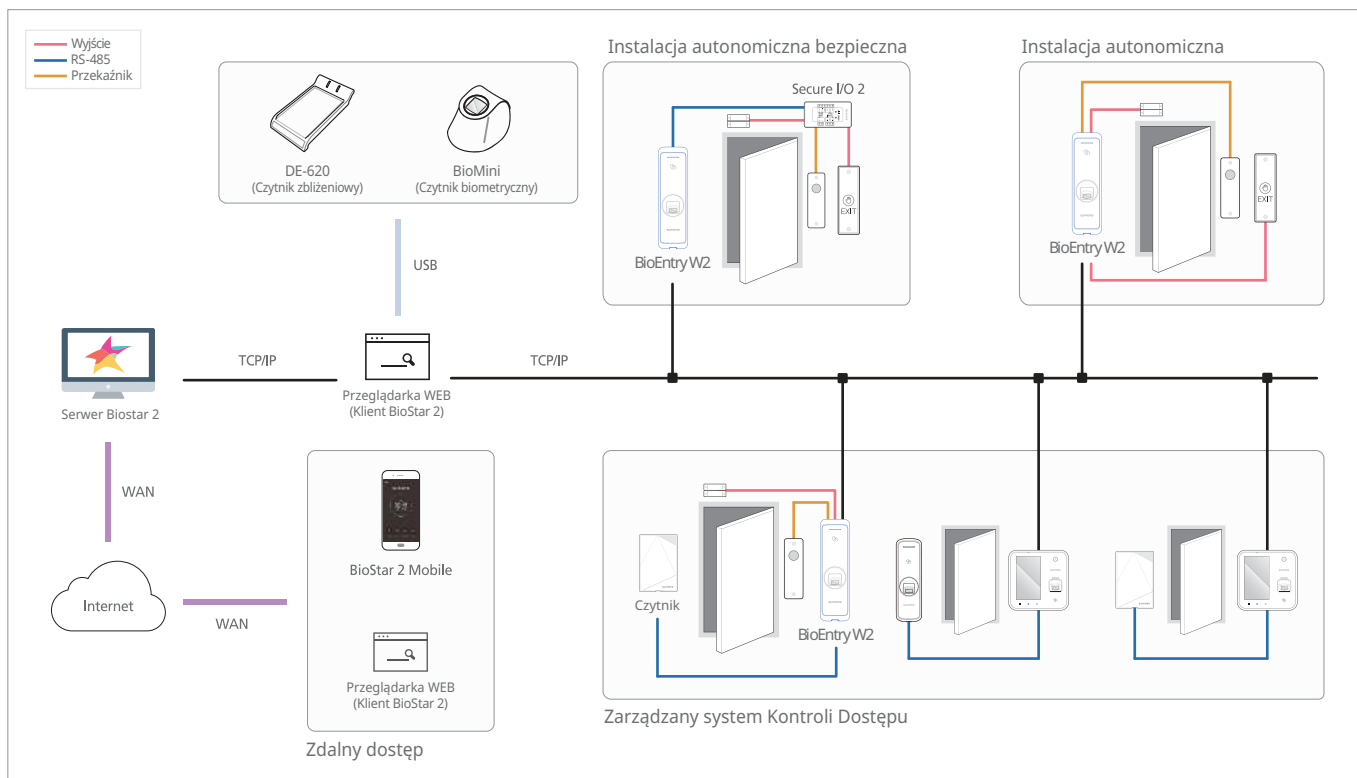 Wyjście
RS-485
Przekaźnik
DE-620
(Czytnik zbliżeniowy)
BioMini
(Czytnik biometryczny)
USB
Instalacja autonomiczna bezpieczna
Secure I/O 2
EXIT
BioEntry W2
Instalacja autonomiczna
EXIT
BioEntry W2
Serwer Biostar 2
TCP/IP
Przeglądarka WEB
(Klient BioStar 2)
TCP/IP
WAN
Internet
WAN
BioStar 2 Mobile
Przeglądarka WEB
(Klient BioStar 2)
Zdalny dostęp
Czytnik
BioEntry W2
Zarządzany system Kontroli Dostępu